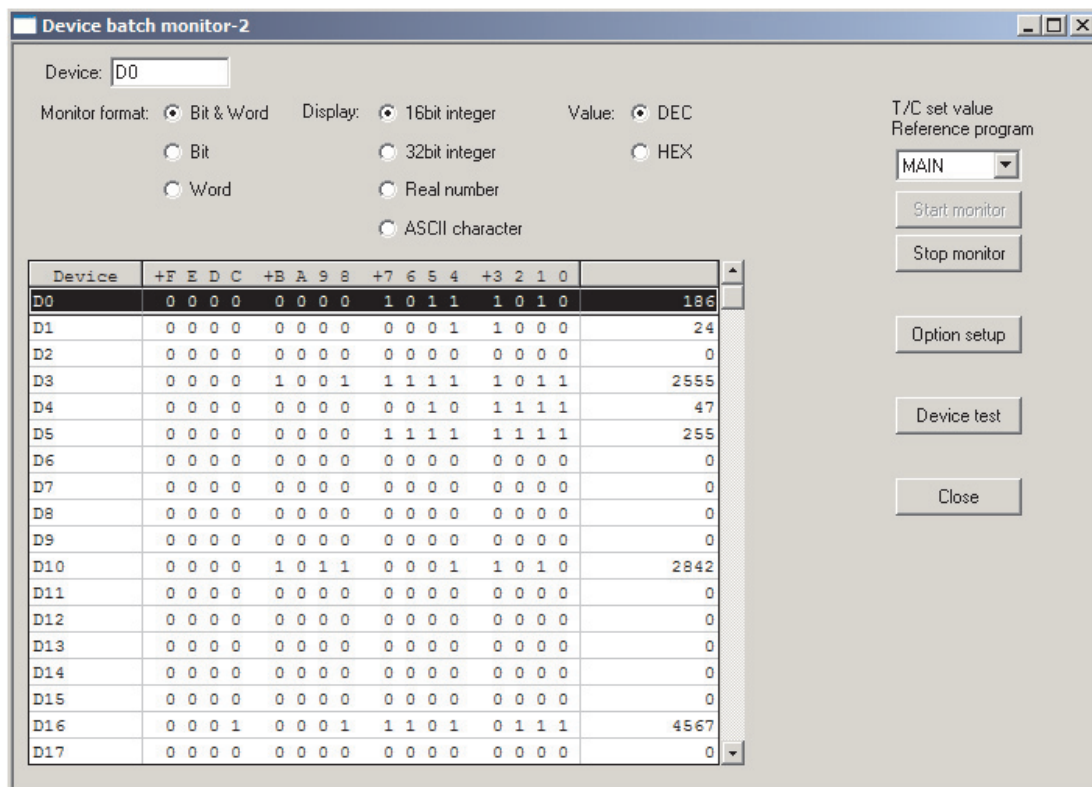 Device batch monitor-2
Device: D0
Monitor format: Bit & Word Display: 16bit integer Value: DEC
Bit 32bit integer HEX
Word Real number
ASCII character
T/C set value
Reference program
MAIN
Start monitor
Stop monitor
Option setup
Device test
Close
Device +F E D C +B A 9 8 +7 6 5 4 +3 2 1 0
D0 0 0 0 0 0 0 0 0 1 0 1 1 1 0 1 0 186
D1 0 0 0 0 0 0 0 0 0 0 0 1 1 0 0 0 24
D2 0 0 0 0 0 0 0 0 0 0 0 0 0 0 0 0 0
D3 0 0 0 0 1 0 0 1 1 1 1 1 1 0 1 1 2555
D4 0 0 0 0 0 0 0 0 0 0 1 0 1 1 1 1 47
D5 0 0 0 0 0 0 0 0 1 1 1 1 1 1 1 1 255
D6 0 0 0 0 0 0 0 0 0 0 0 0 0 0 0 0 0
D7 0 0 0 0 0 0 0 0 0 0 0 0 0 0 0 0 0
D8 0 0 0 0 0 0 0 0 0 0 0 0 0 0 0 0 0
D9 0 0 0 0 0 0 0 0 0 0 0 0 0 0 0 0 0
D10 0 0 0 0 1 0 1 1 0 0 0 1 1 0 1 0 2842
D11 0 0 0 0 0 0 0 0 0 0 0 0 0 0 0 0 0
D12 0 0 0 0 0 0 0 0 0 0 0 0 0 0 0 0 0
D13 0 0 0 0 0 0 0 0 0 0 0 0 0 0 0 0 0
D14 0 0 0 0 0 0 0 0 0 0 0 0 0 0 0 0 0
D15 0 0 0 0 0 0 0 0 0 0 0 0 0 0 0 0 0
D16 0 0 0 1 0 0 0 1 1 1 0 1 0 1 1 1 4567
D17 0 0 0 0 0 0 0 0 0 0 0 0 0 0 0 0 0